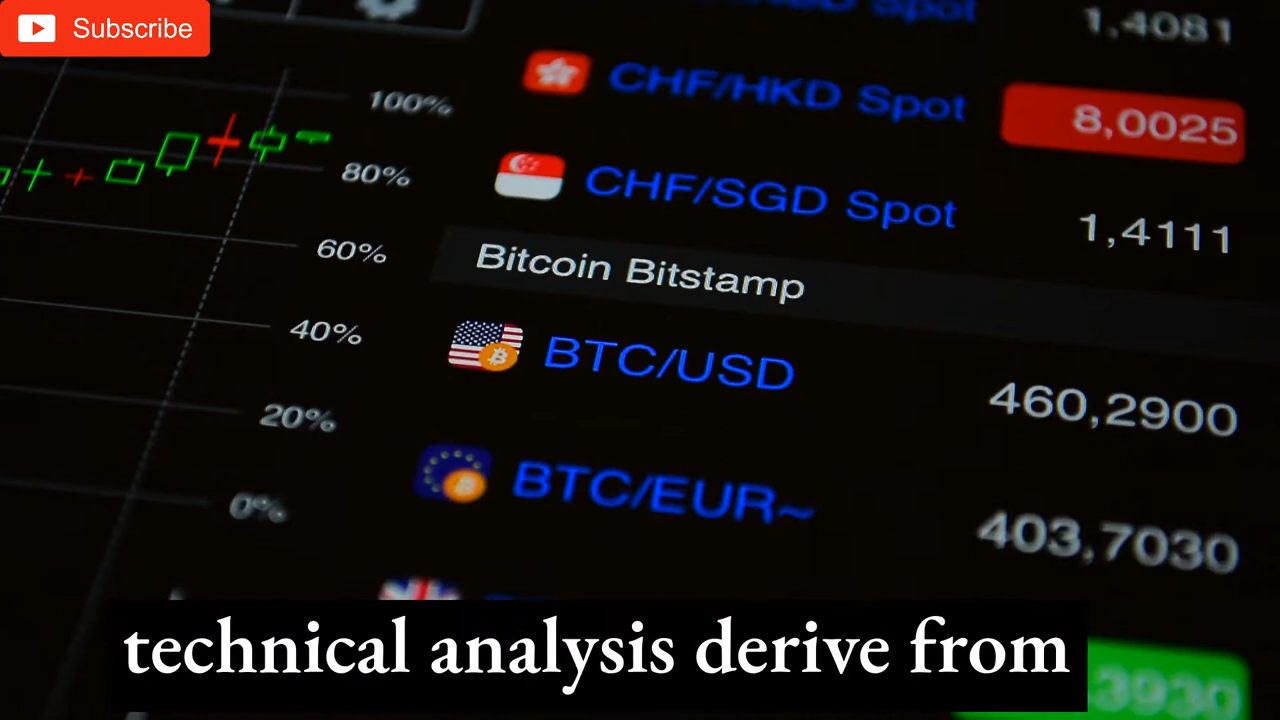 Subscribe
1,4081
CHF/HKD Spot 8,0025
CHF/SGD Spot 1,4111
Bitcoin Bitstamp
BTC/USD 460,2900
BTC/EUR~ 403,7030
100%
80%
60%
40%
20%
0%
technical analysis derive from
3930